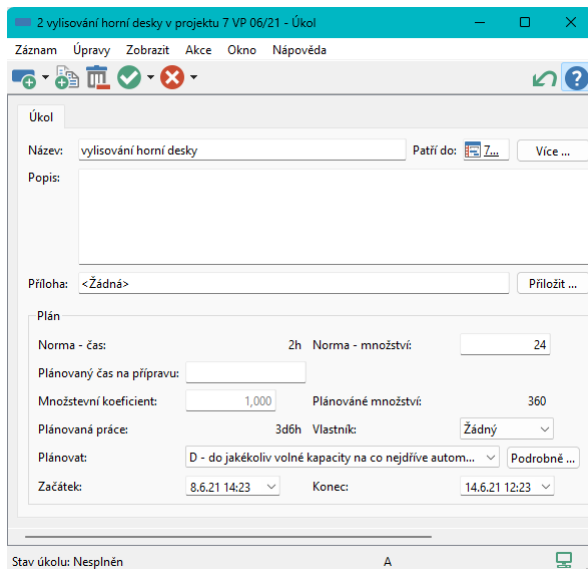 2 vylisování horní desky v projektu 7 VP 06/21 - Úkol
Záznam Úpravy Zobrazit Akce Okno Nápověda
Úkol
Název: vylisování horní desky Patří do: 7... Více ...
Popis:
Příloha: <Žádná> Přiložit ...
Plán
Norma - čas: 2h Norma - množství: 24
Plánovaný čas na přípravu:
Množstevní koeficient: 1,000 Plánováné množství: 360
Plánovaná práce: 3d6h Vlastník: Žádný
Plánovat: D - do jakékoliv volné kapacity na co nejdříve autom... Podrobně ...
Začátek: 8.6.21 14:23 Konec: 14.6.21 12:23
Stav úkolu: Nesplněn A